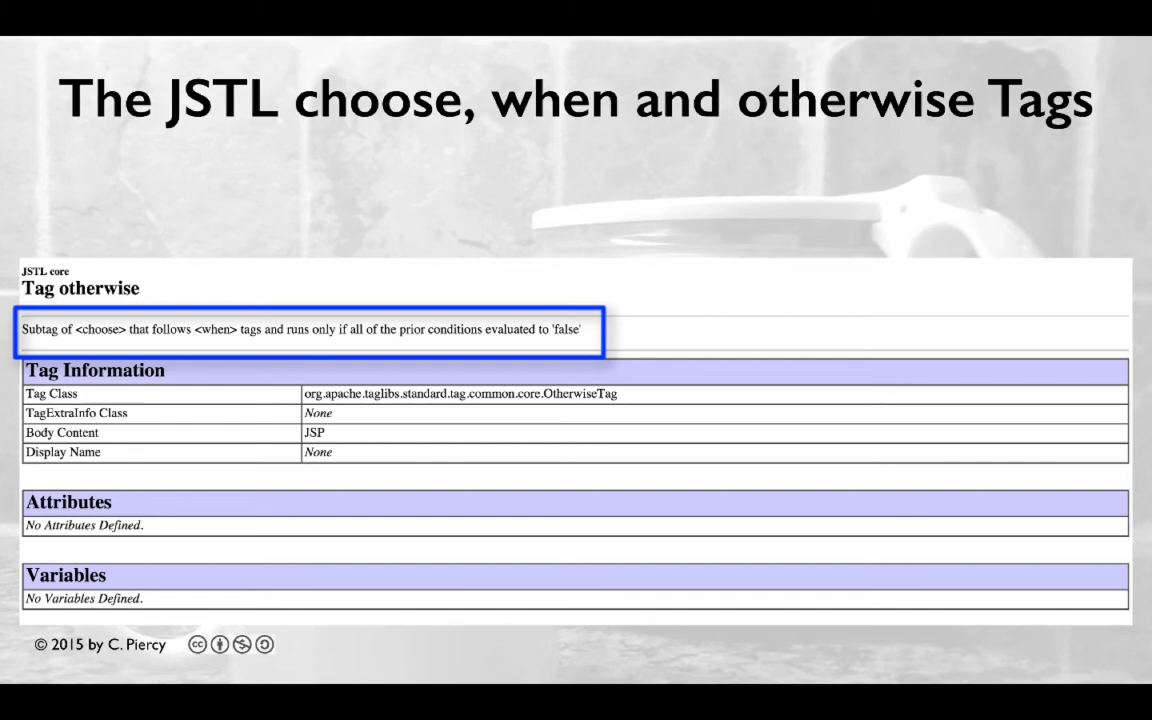 The JSTL choose, when and otherwise Tags
JSTL core
Tag otherwise
Subtag of <choose> that follows <when> tags and runs only if all of the prior conditions evaluated to 'false'
Tag Information
Tag Class org.apache.taglibs.standard.tag.common.core.OtherwiseTag
TagExtraInfo Class None
Body Content JSP
Display Name None
Attributes
No Attributes Defined.
Variables
No Variables Defined.
© 2015 by C. Piercy